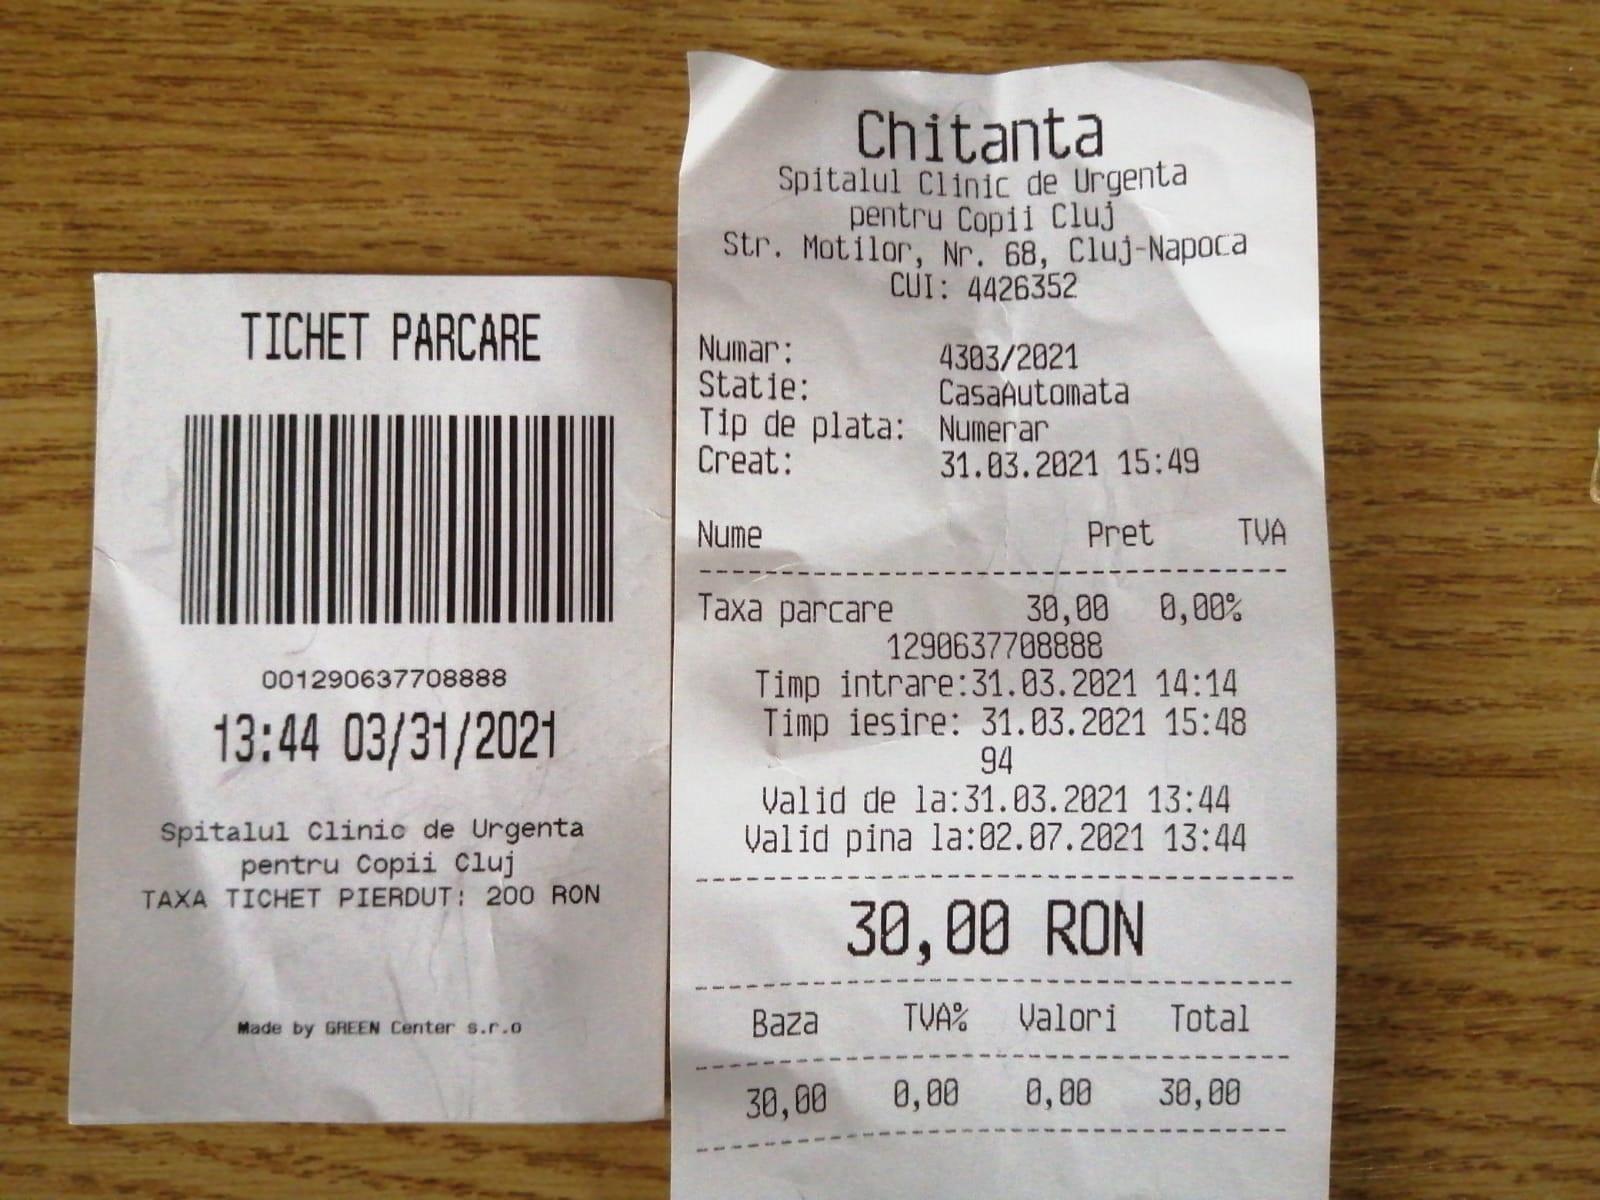 TICHET PARCARE
001290637708888
13:44 03/31/2021
Spitalul Clinic de Urgenta
pentru Copii Cluj
TAXA TICHET PIERDUT: 200 RON
Made by GREEN Center s.r.o
Chitanta
Spitalul Clinic de Urgenta
pentru Copii Cluj
Str. Motilor, Nr. 68, Cluj-Napoca
CUI: 4426352
Numar: 4303/2021
Statie: CasaAutomata
Tip de plata: Numerar
Creat: 31.03.2021 15:49
Nume Pret TVA
Taxa parcare 30,00 0,00%
1290637708888
Timp intrare:31.03.2021 14:14
Timp iesire: 31.03.2021 15:48
94
Valid de la:31.03.2021 13:44
Valid pina la:02.07.2021 13:44
30,00 RON
Baza TVA% Valori Total
30,00 0,00 0,00 30,00